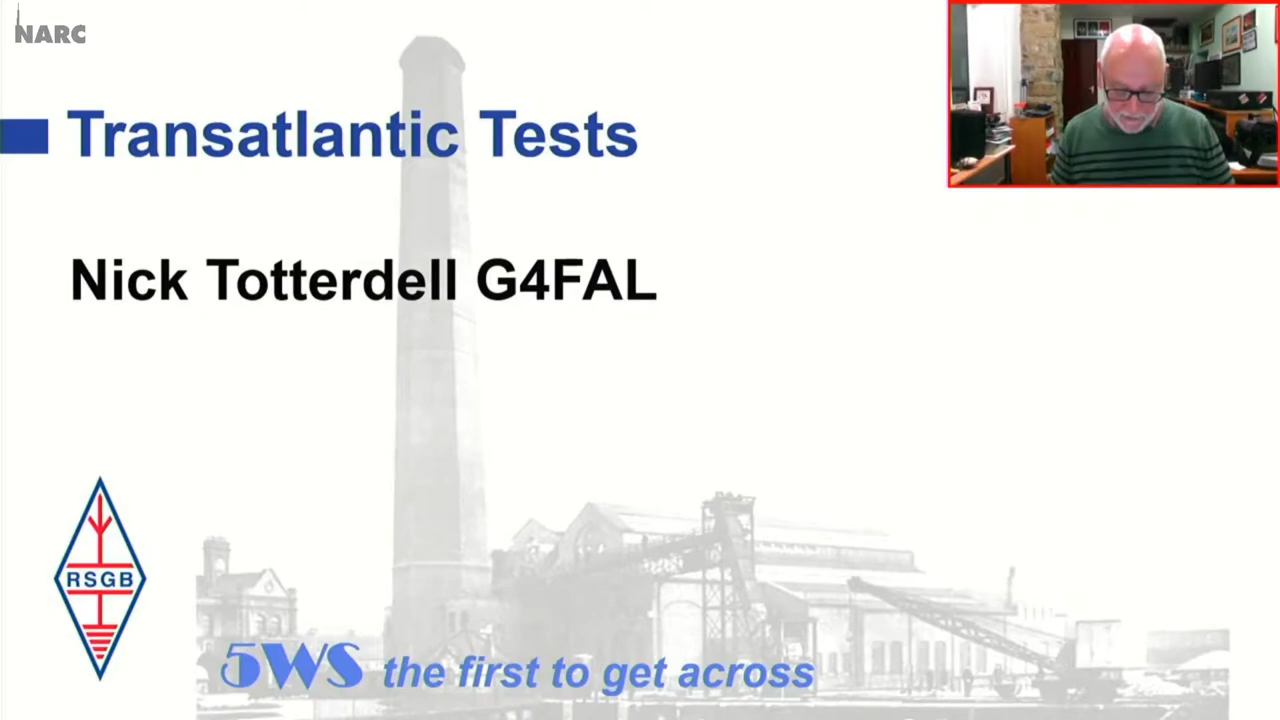 NARC
Transatlantic Tests
Nick Totterdell G4FAL
RSGB
5WS the first to get across